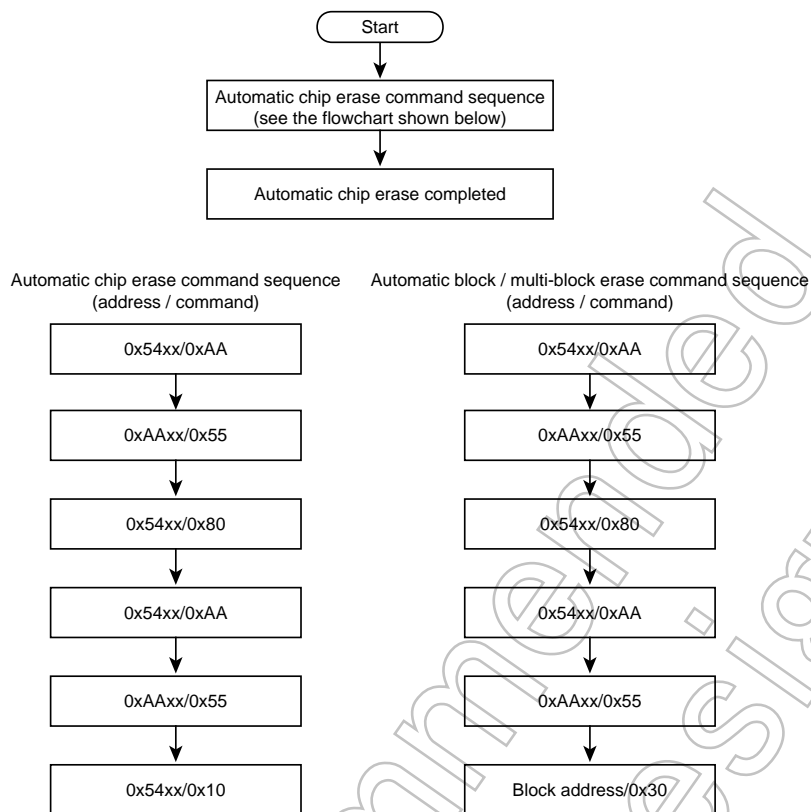 Start
Automatic chip erase command sequence
(see the flowchart shown below)
Automatic chip erase completed
Automatic chip erase command sequence
(address / command)
0x54xx/0xAA
0xAAxx/0x55
0x54xx/0x80
0x54xx/0xAA
0xAAxx/0x55
0x54xx/0x10
Automatic block / multi-block erase command sequence
(address / command)
0x54xx/0xAA
0xAAxx/0x55
0x54xx/0x80
0x54xx/0xAA
0xAAxx/0x55
Block address/0x30